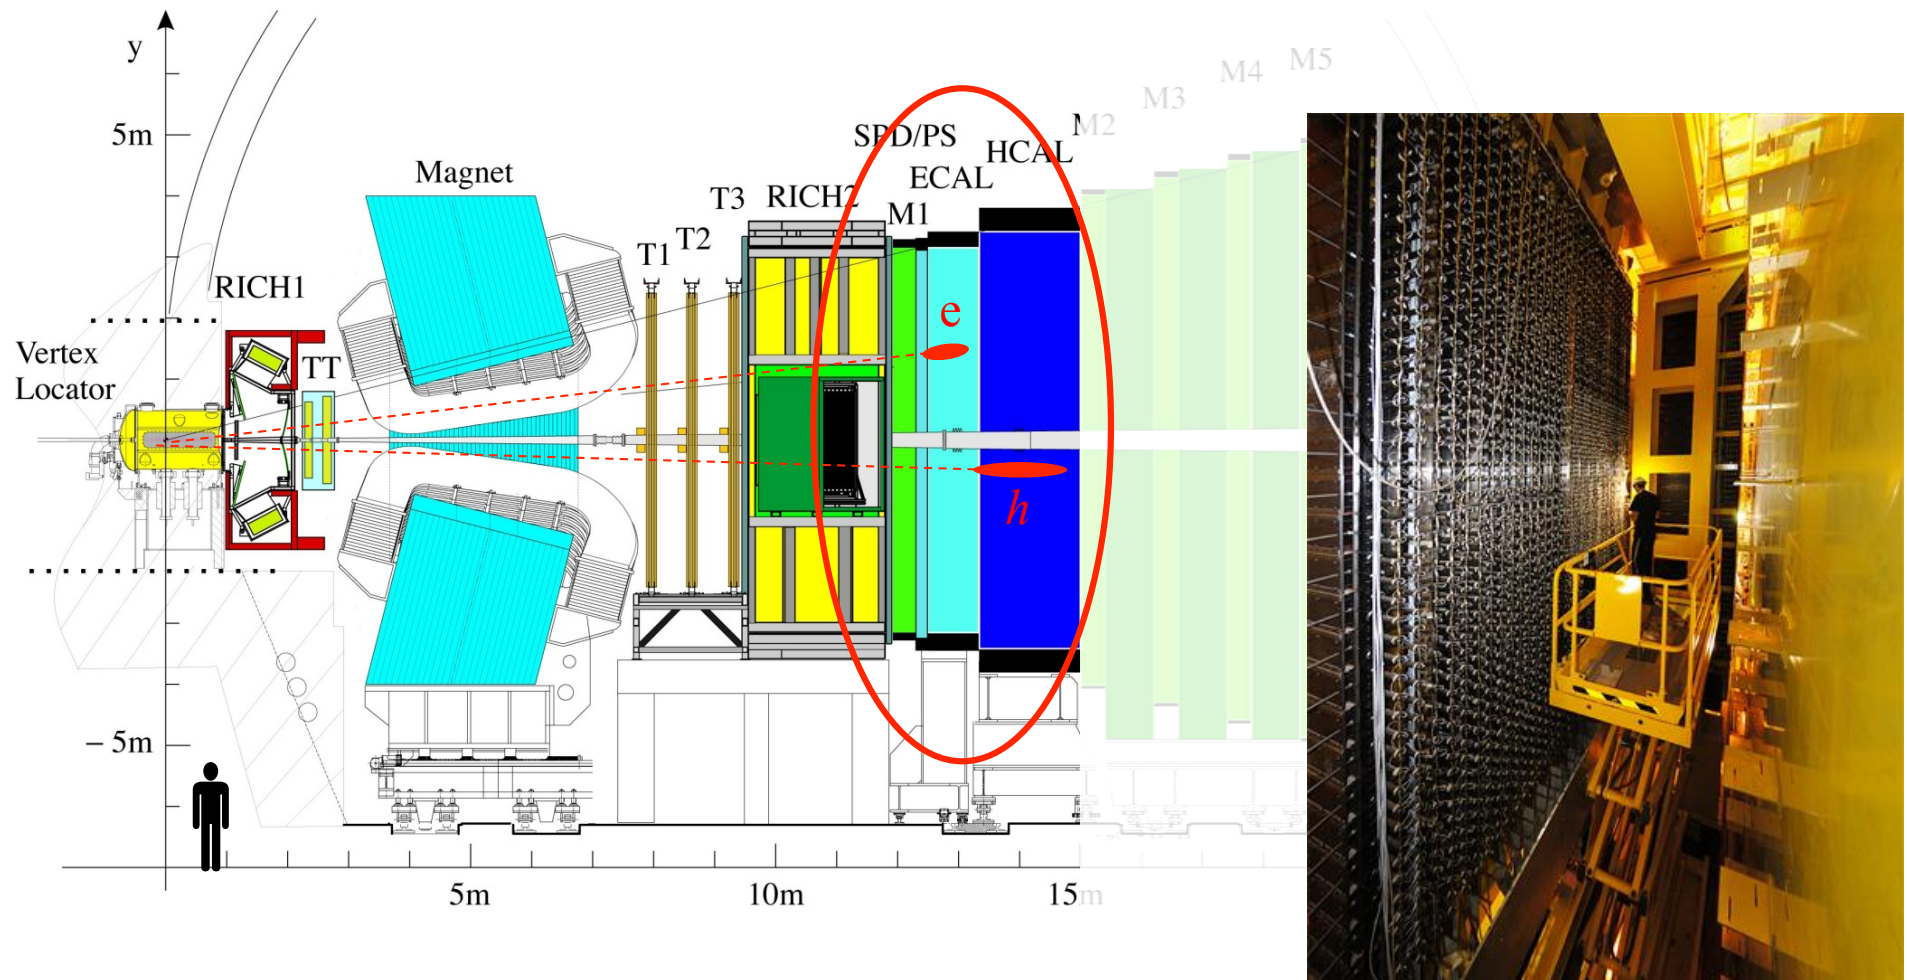 y
5m
Magnet
SPD/PS
HCAL
ECAL
M2
M3
M4
M5
T3
RICH2
M1
T2
T1
RICH1
Vertex
Locator
TT
e
h
− 5m
5m
10m
15m